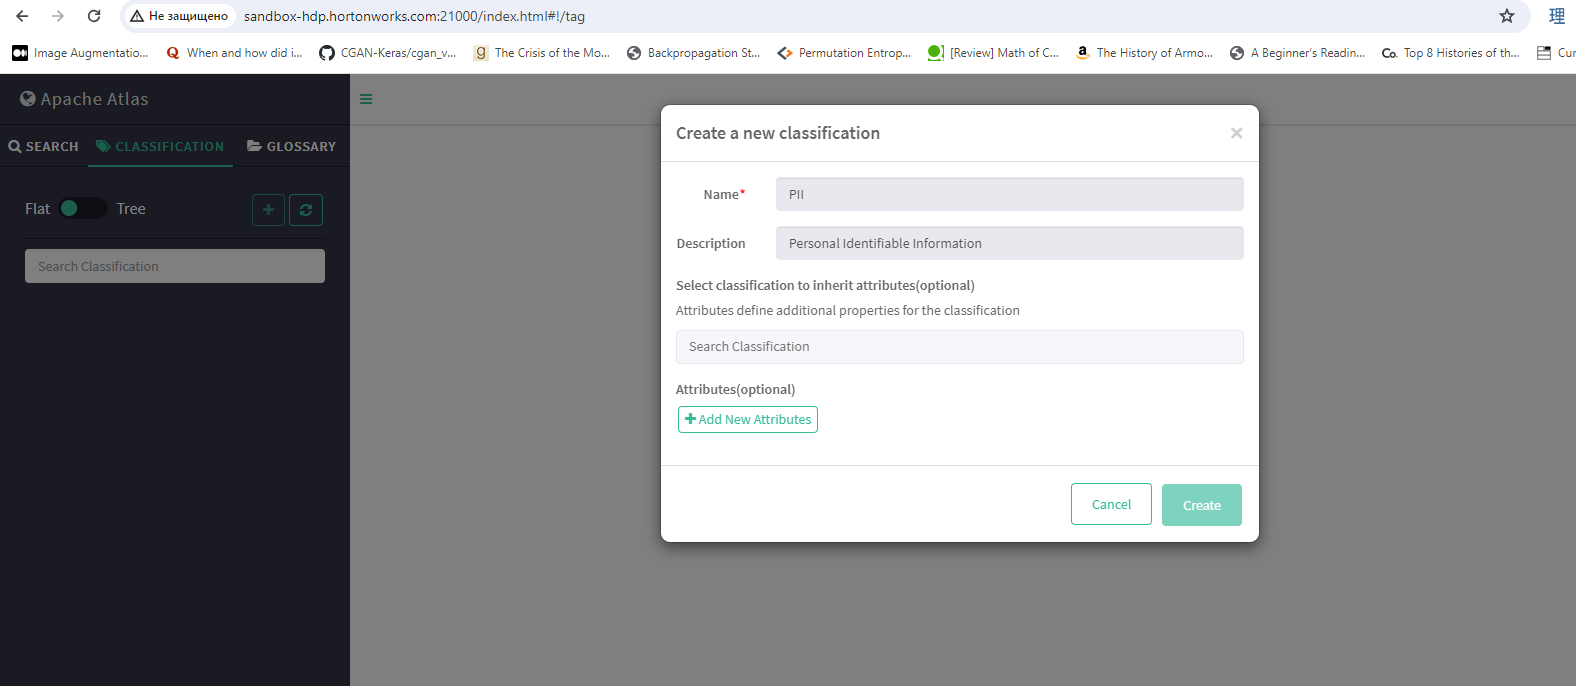 Не защищено sandbox-hdp.hortonworks.com:21000/index.html#!/tag 理
Image Augmentatio... Q When and how did i... CGAN-Keras/cgan_v... g The Crisis of the Mo... Backpropagation St... Permutation Entrop... [Review] Math of C... a The History of Armo... A Beginner's Readin... Co. Top 8 Histories of th... Cur
Apache Atlas
SEARCH CLASSIFICATION GLOSSARY
Flat Tree
Search Classification
Create a new classification ×
Name* PII
Description Personal Identifiable Information
Select classification to inherit attributes(optional)
Attributes define additional properties for the classification
Search Classification
Attributes(optional)
+ Add New Attributes
Cancel Create